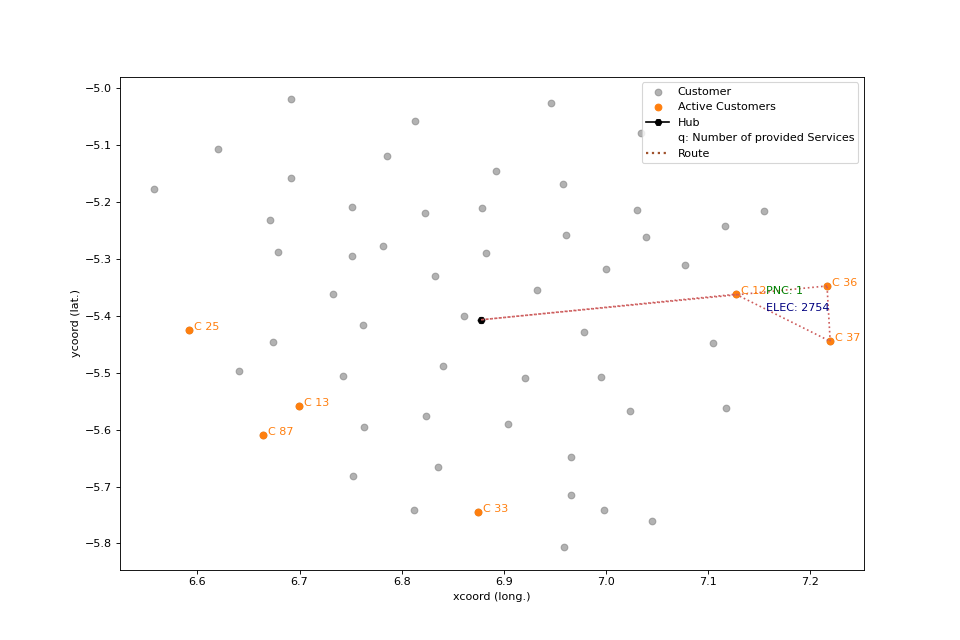 Customer
Active Customers
Hub
q: Number of provided Services
Route
−5.0
−5.1
−5.2
−5.3
−5.4
−5.5
−5.6
−5.7
−5.8
ycoord (lat.)
C 36
C 12
PNC: 1
ELEC: 2754
C 37
C 25
C 13
C 87
C 33
6.6 6.7 6.8 6.9 7.0 7.1 7.2
xcoord (long.)